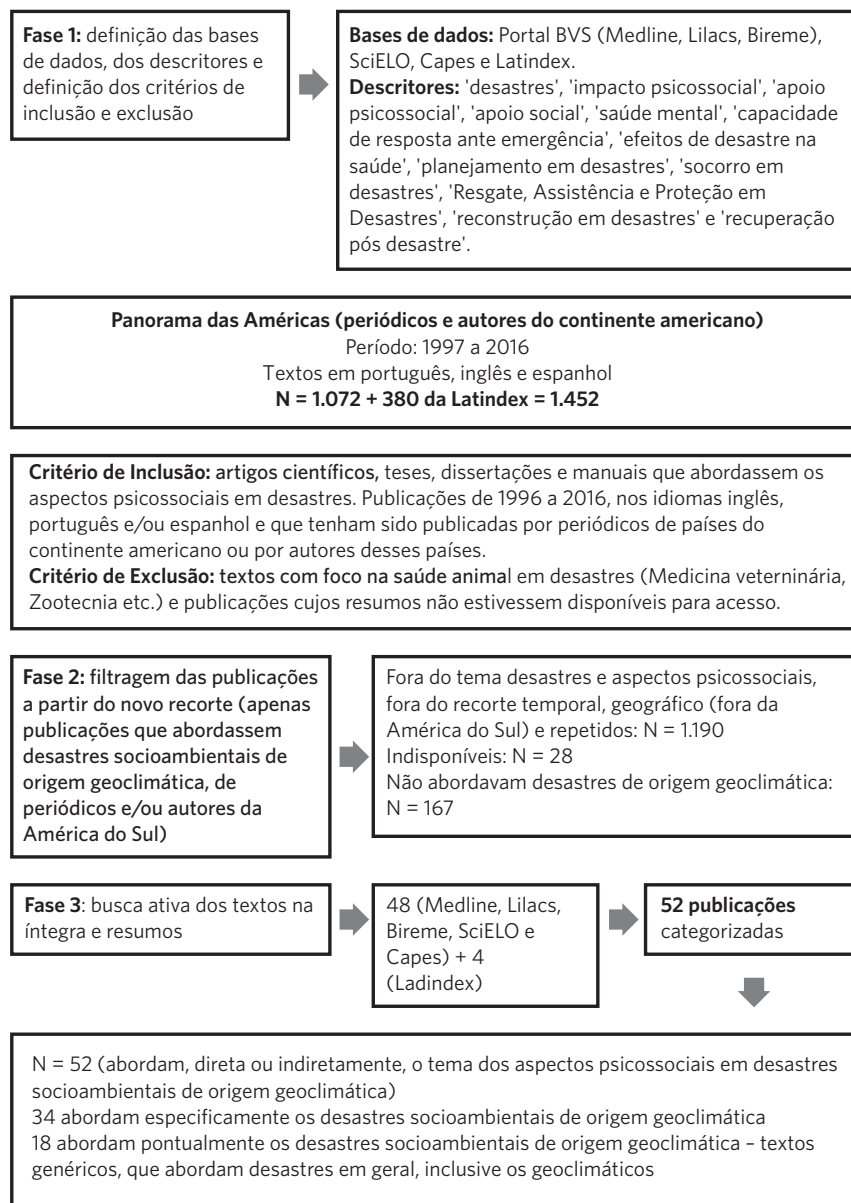 Fase 1: definição das bases
de dados, dos descritores e
definição dos critérios de
inclusão e exclusão
Bases de dados: Portal BVS (Medline, Lilacs, Bireme),
SciELO, Capes e Latindex.
Descritores: 'desastres', 'impacto psicossocial', 'apoio
psicossocial', 'apoio social', 'saúde mental', 'capacidade
de resposta ante emergência', 'efeitos de desastre na
saúde', 'planejamento em desastres', 'socorro em
desastres', 'Resgate, Assistência e Proteção em
Desastres', 'reconstrução em desastres' e 'recuperação
pós desastre'.
Panorama das Américas (periódicos e autores do continente americano)
Período: 1997 a 2016
Textos em português, inglês e espanhol
N = 1.072 + 380 da Latindex = 1.452
Critério de Inclusão: artigos científicos, teses, dissertações e manuais que abordassem os
aspectos psicossociais em desastres. Publicações de 1996 a 2016, nos idiomas inglês,
português e/ou espanhol e que tenham sido publicadas por periódicos de países do
continente americano ou por autores desses países.
Critério de Exclusão: textos com foco na saúde animal em desastres (Medicina veterninária,
Zootecnia etc.) e publicações cujos resumos não estivessem disponíveis para acesso.
Fase 2: filtragem das publicações
a partir do novo recorte (apenas
publicações que abordassem
desastres socioambientais de
origem geoclimática, de
periódicos e/ou autores da
América do Sul)
Fora do tema desastres e aspectos psicossociais,
fora do recorte temporal, geográfico (fora da
América do Sul) e repetidos: N = 1.190
Indisponíveis: N = 28
Não abordavam desastres de origem geoclimática:
N = 167
Fase 3: busca ativa dos textos na
íntegra e resumos
48 (Medline, Lilacs,
Bireme, SciELO e
Capes) + 4
(Ladindex)
52 publicações
categorizadas
N = 52 (abordam, direta ou indiretamente, o tema dos aspectos psicossociais em desastres
socioambientais de origem geoclimática)
34 abordam especificamente os desastres socioambientais de origem geoclimática
18 abordam pontualmente os desastres socioambientais de origem geoclimática – textos
genéricos, que abordam desastres em geral, inclusive os geoclimáticos